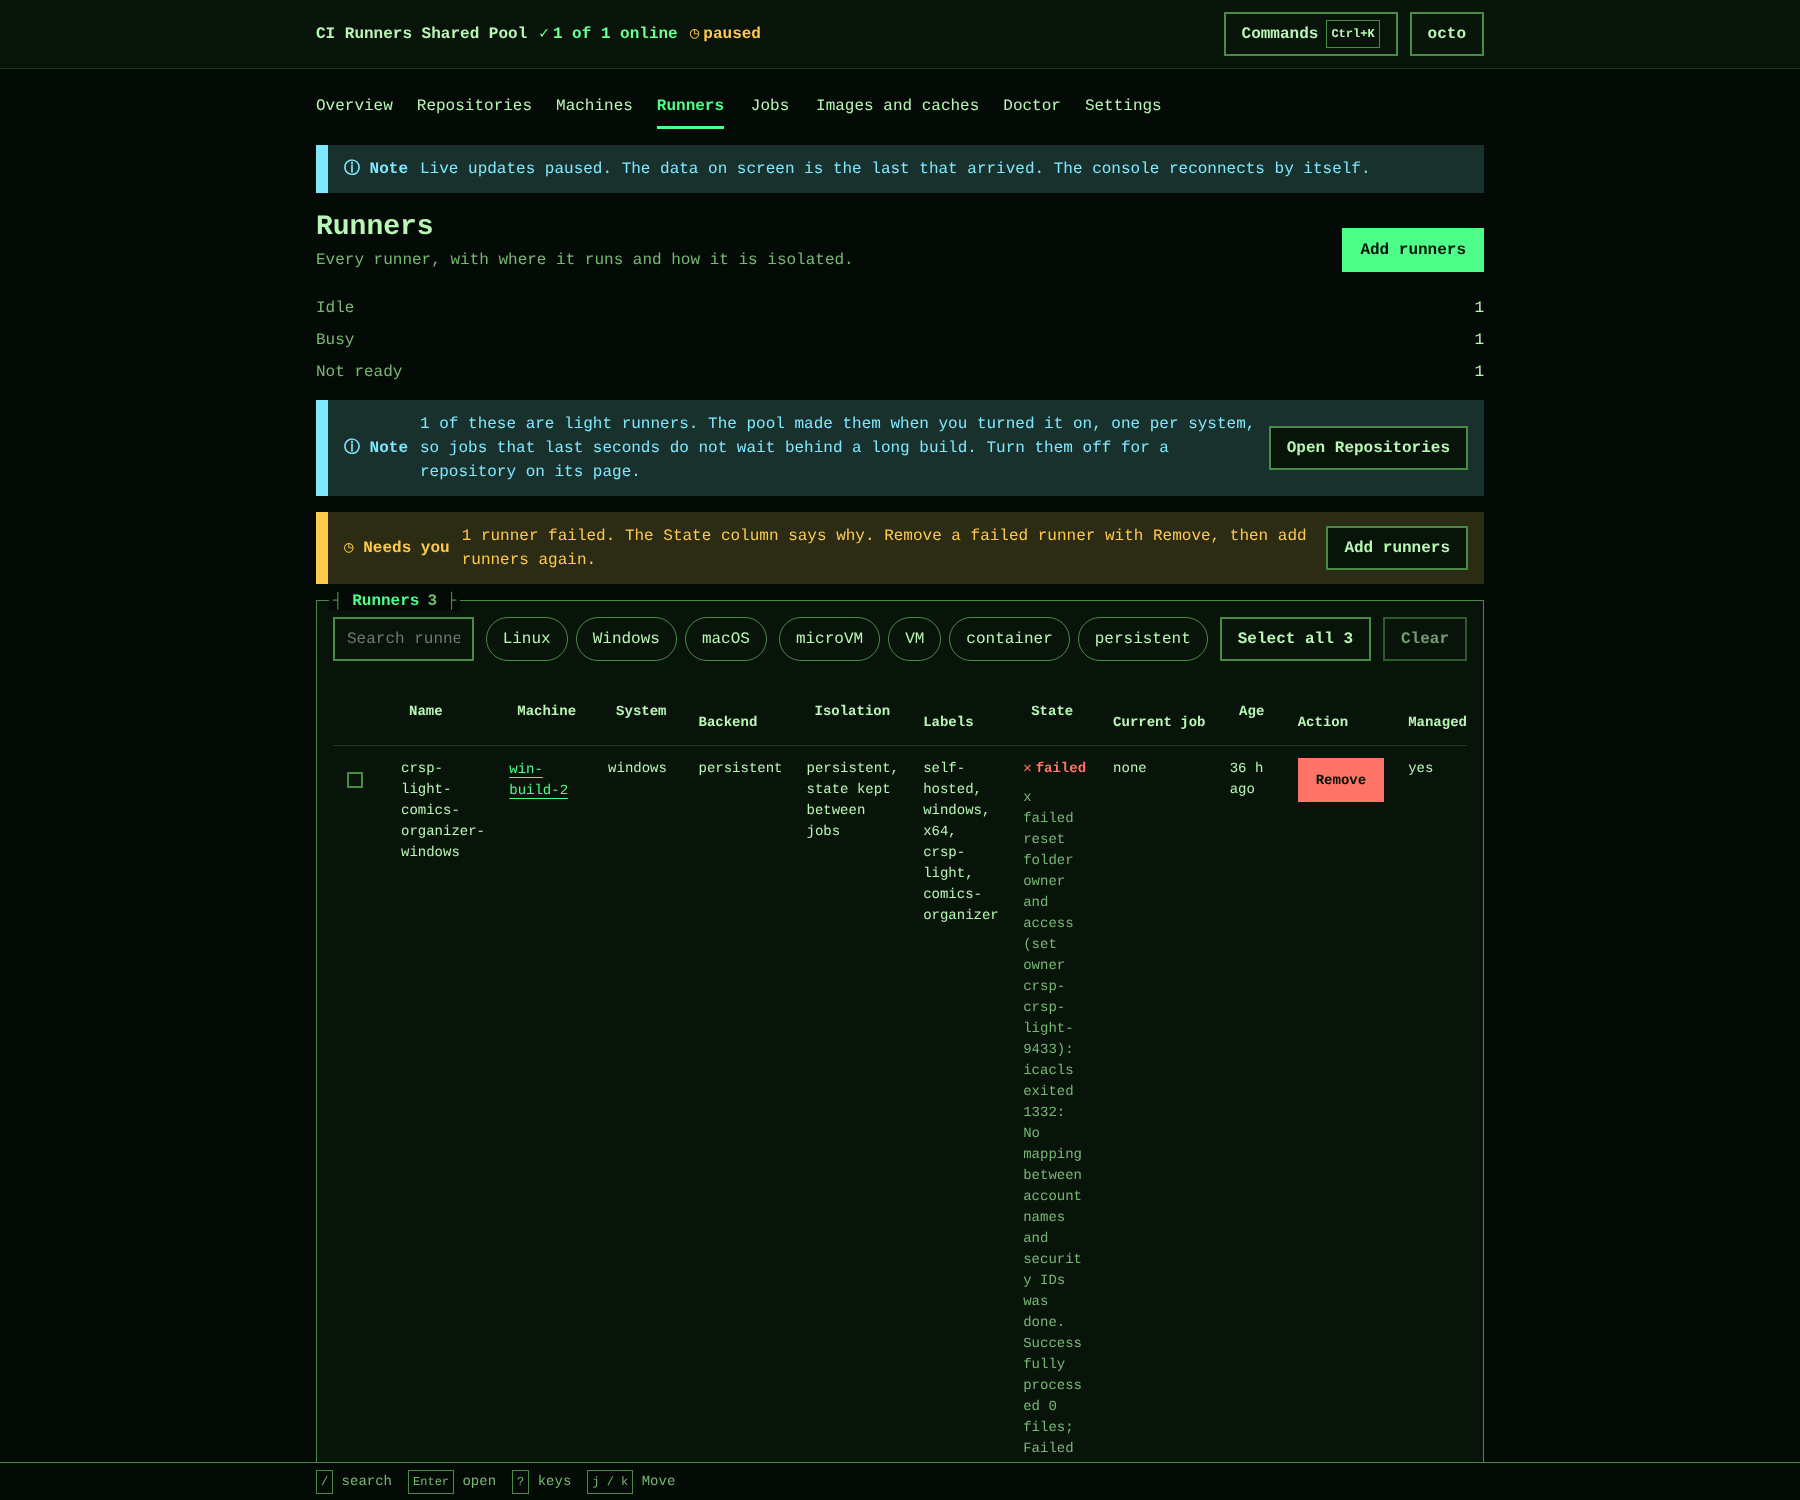 CI Runners Shared Pool ✓ 1 of 1 online ◷ paused
Commands Ctrl+K octo
Overview Repositories Machines Runners Jobs Images and caches Doctor Settings
ⓘ Note Live updates paused. The data on screen is the last that arrived. The console reconnects by itself.
Runners
Every runner, with where it runs and how it is isolated.
Add runners
Idle 1
Busy 1
Not ready 1
ⓘ Note
1 of these are light runners. The pool made them when you turned it on, one per system,
so jobs that last seconds do not wait behind a long build. Turn them off for a
repository on its page.
Open Repositories
◷ Needs you
1 runner failed. The State column says why. Remove a failed runner with Remove, then add
runners again.
Add runners
Runners 3
Search runne Linux Windows macOS microVM VM container persistent Select all 3 Clear
Name Machine System Backend Isolation Labels State Current job Age Action Managed
crsp-
light-
comics-
organizer-
windows
win-
build-2
windows
persistent
persistent,
state kept
between
jobs
self-
hosted,
windows,
x64,
crsp-
light,
comics-
organizer
× failed
x
failed
reset
folder
owner
and
access
(set
owner
crsp-
crsp-
light-
9433):
icacls
exited
1332:
No
mapping
between
account
names
and
securit
y IDs
was
done.
Success
fully
process
ed 0
files;
Failed
none
36 h
ago
Remove
yes
/ search Enter open ? keys j / k Move